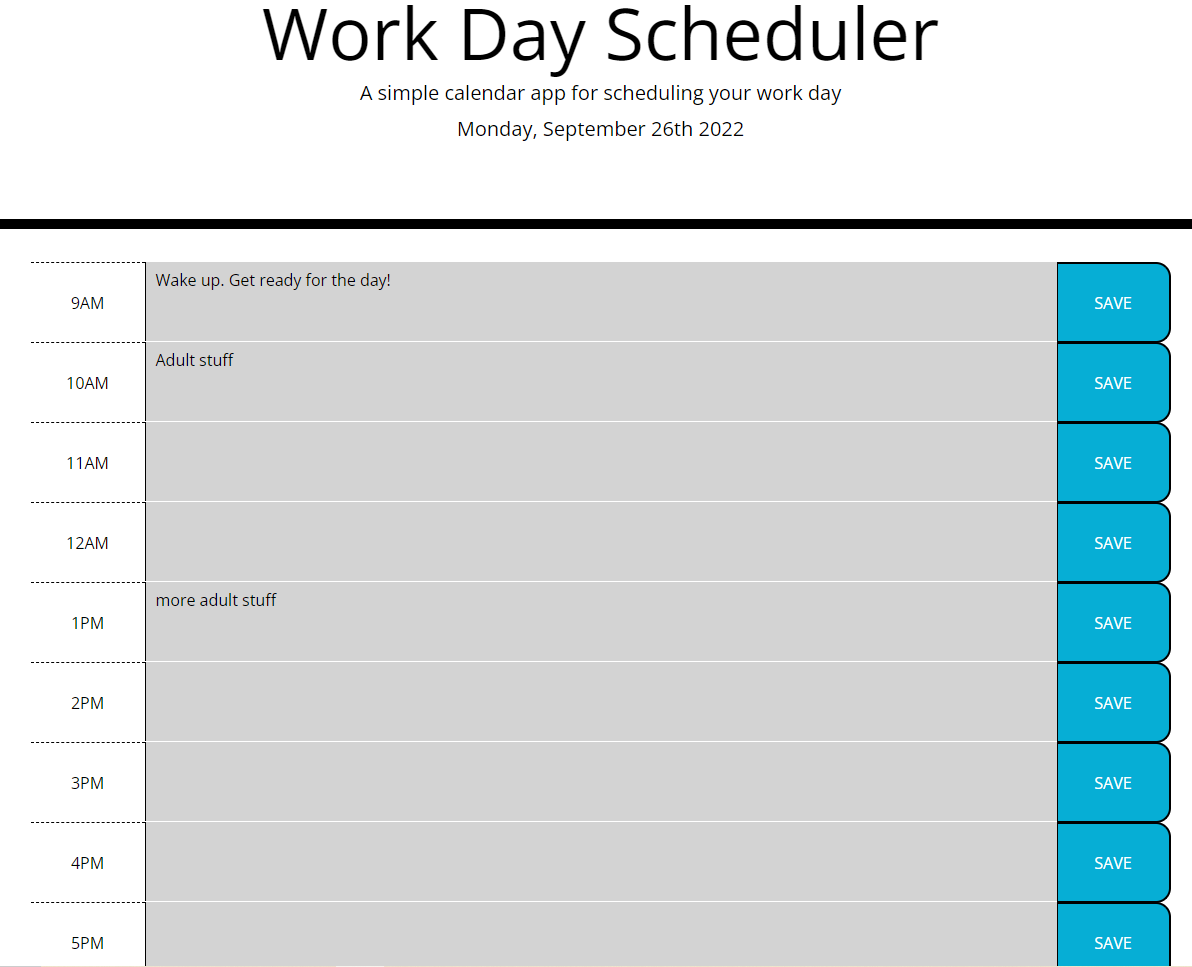 Work Day Scheduler
A simple calendar app for scheduling your work day
Monday, September 26th 2022
9AM Wake up. Get ready for the day! SAVE
10AM Adult stuff SAVE
11AM SAVE
12AM SAVE
1PM more adult stuff SAVE
2PM SAVE
3PM SAVE
4PM SAVE
5PM SAVE